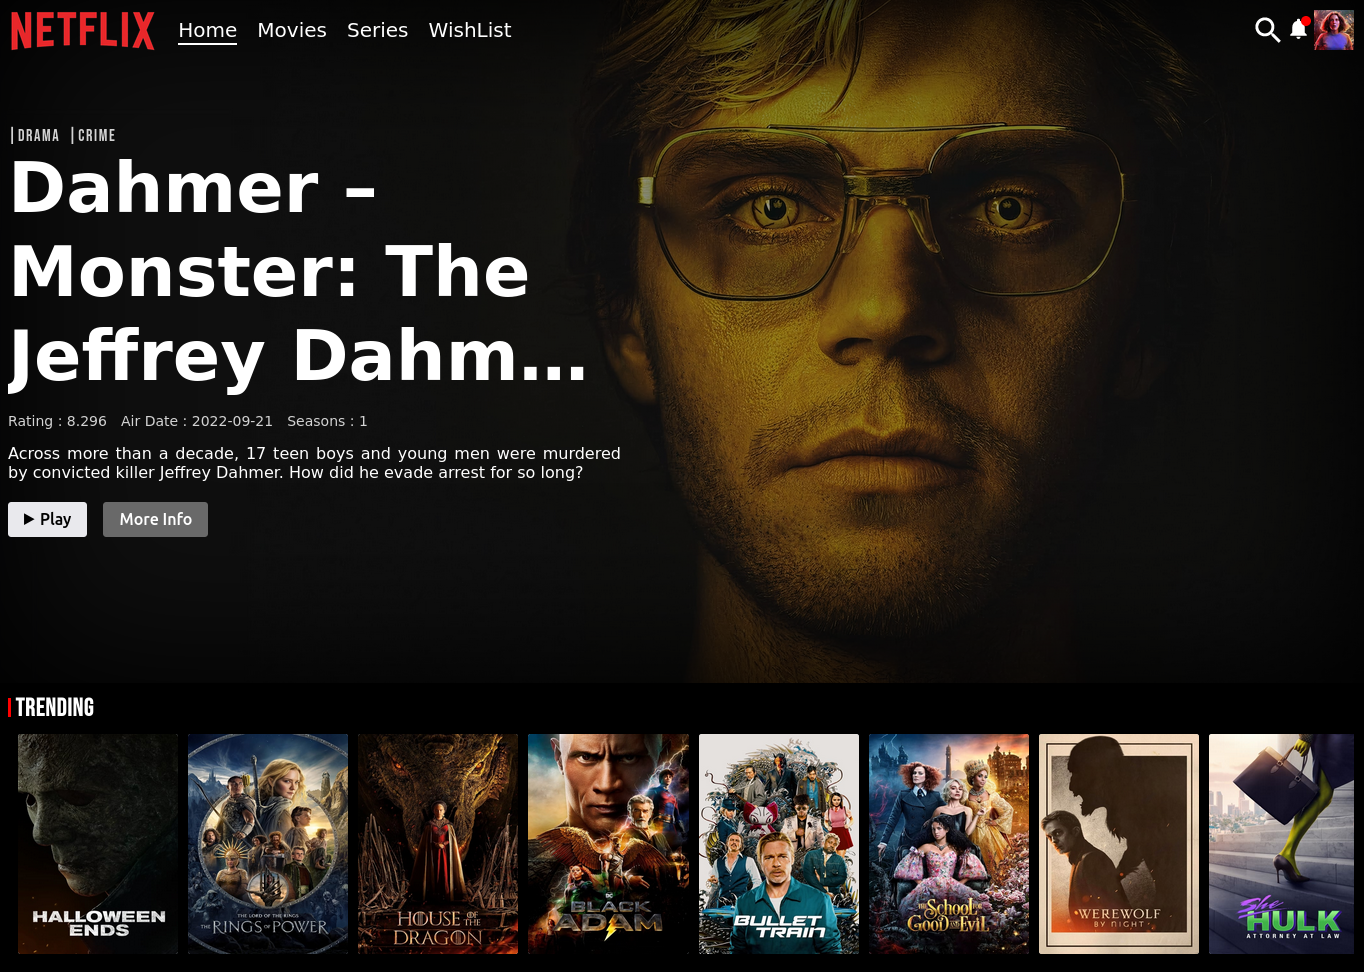 NETFLIX Home Movies Series WishList
DRAMA CRIME
Dahmer –
Monster: The
Jeffrey Dahm…
Rating : 8.296 Air Date : 2022-09-21 Seasons : 1
Across more than a decade, 17 teen boys and young men were murdered
by convicted killer Jeffrey Dahmer. How did he evade arrest for so long?
Play More Info
TRENDING
HALLOWEEN
ENDS
THE LORD OF THE RINGS
THE RINGS OF POWER
HOUSE OF THE
DRAGON
DC
BLACK
ADAM
BULLET
TRAIN
THE School for
Good AND Evil
WEREWOLF
BY NIGHT
She
HULK
ATTORNEY AT LAW